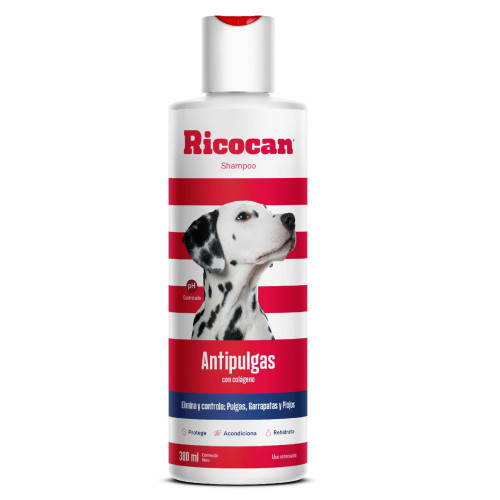 Ricocan®
Shampoo
pH
Controlado
Antipulgas
con colágeno
Elimina y controla: Pulgas, Garrapatas y Piojos
Protege
Acondiciona
Rehidrata
380 ml
Contenido
Neto
Uso veterinario